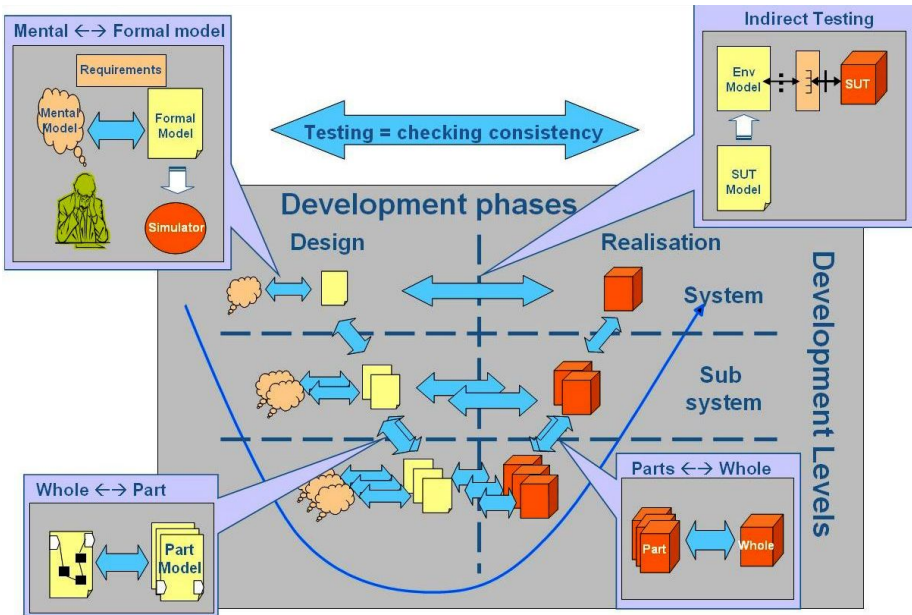 Mental ←→ Formal model
Requirements
Mental
Model
Formal
Model
Simulator
Testing = checking consistency
Indirect Testing
Env
Model
SUT
SUT
Model
Development phases
Design
Realisation
System
Sub
system
Development Levels
Whole ←→ Part
Part
Model
Parts ←→ Whole
Part
Whole